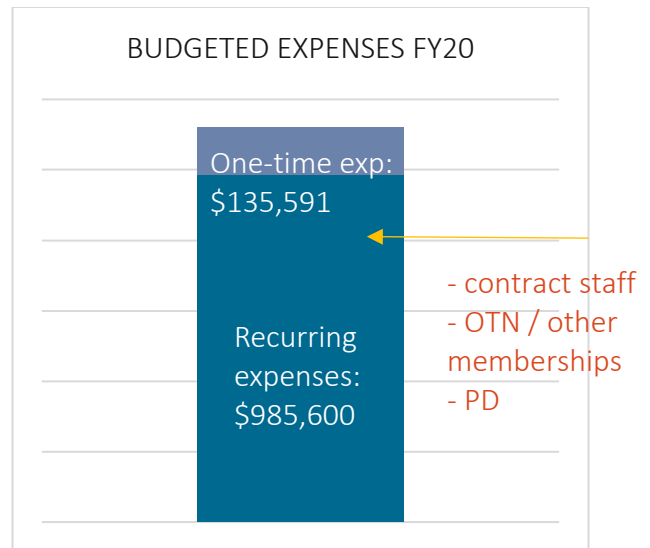 BUDGETED EXPENSES FY20
One-time exp:
$135,591
- contract staff
- OTN / other
memberships
- PD
Recurring
expenses:
$985,600